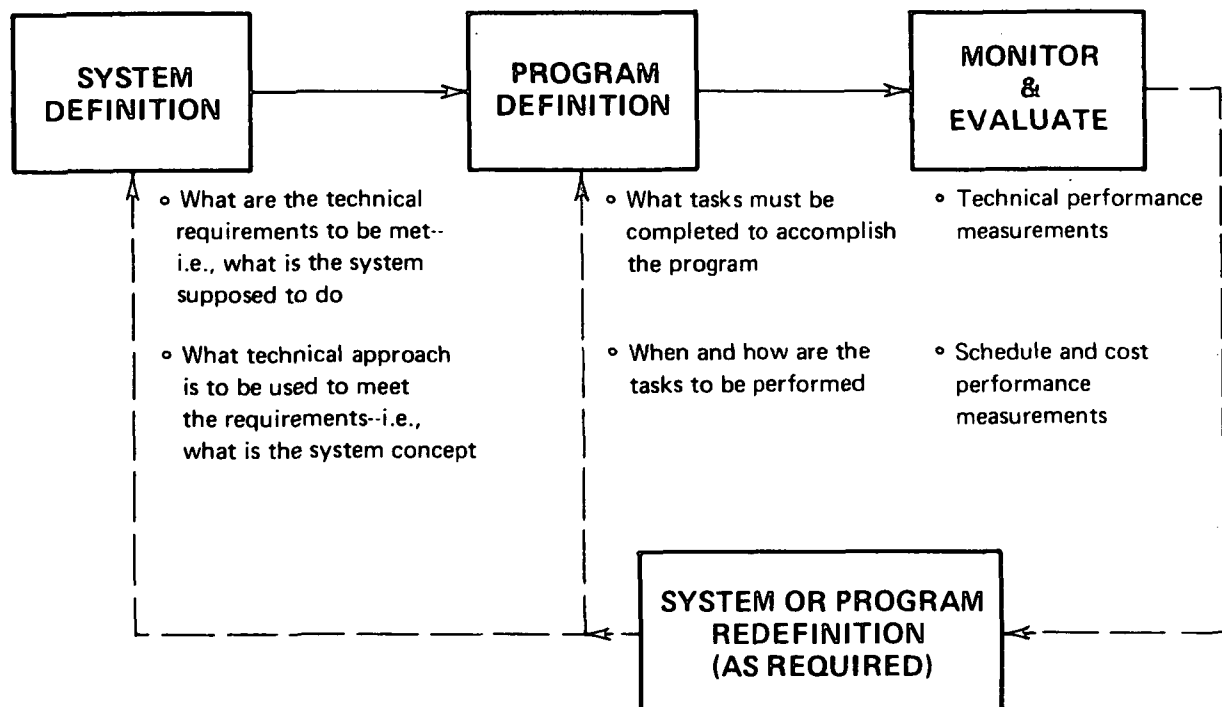 SYSTEM
DEFINITION
PROGRAM
DEFINITION
MONITOR
&
EVALUATE
° What are the technical
requirements to be met--
i.e., what is the system
supposed to do
° What technical approach
is to be used to meet
the requirements--i.e.,
what is the system concept
° What tasks must be
completed to accomplish
the program
° When and how are the
tasks to be performed
° Technical performance
measurements
° Schedule and cost
performance
measurements
SYSTEM OR PROGRAM
REDEFINITION
(AS REQUIRED)